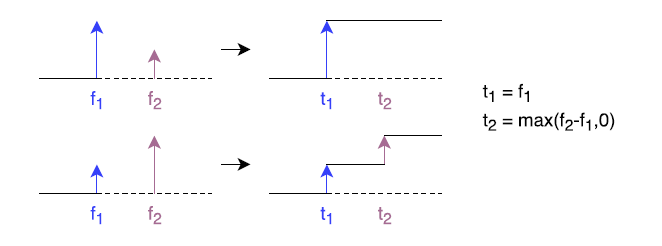 f₁ f₂ t₁ t₂
t₁ = f₁
t₂ = max(f₂-f₁,0)
f₁ f₂ t₁ t₂